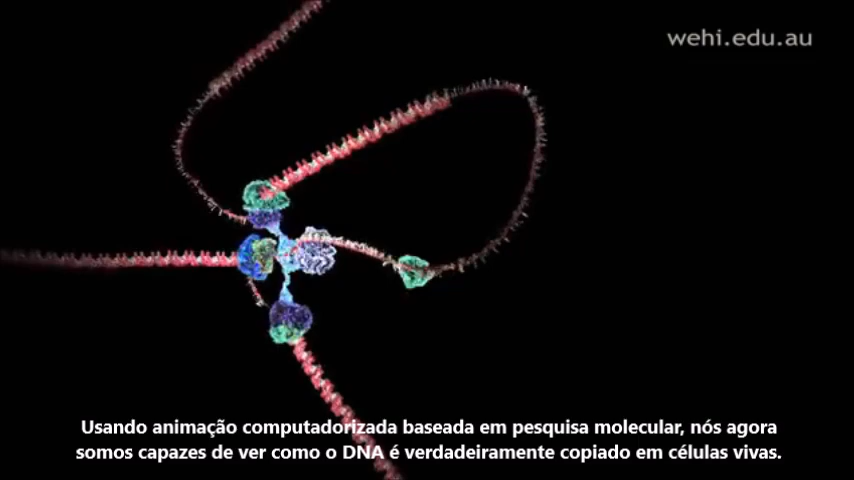 wehi.edu.au
Usando animação computadorizada baseada em pesquisa molecular, nós agora
somos capazes de ver como o DNA é verdadeiramente copiado em células vivas.